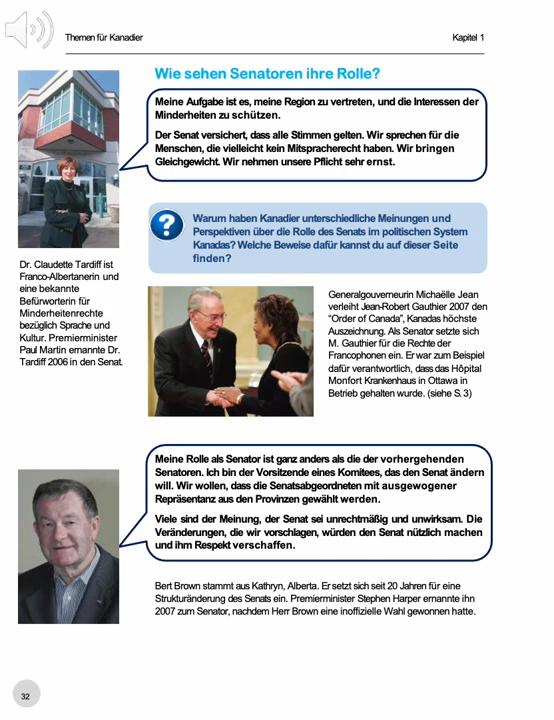 Themen für Kanadier
Kapitel 1
Wie sehen Senatoren ihre Rolle?
Meine Aufgabe ist es, meine Region zu vertreten, und die Interessen der
Minderheiten zu schützen.
Der Senat versichert, dass alle Stimmen gelten. Wir sprechen für die
Menschen, die vielleicht kein Mitspracherecht haben. Wir bringen
Gleichgewicht. Wir nehmen unsere Pflicht sehr ernst.
?
Warum haben Kanadier unterschiedliche Meinungen und
Perspektiven über die Rolle des Senats im politischen System
Kanadas? Welche Beweise dafür kannst du auf dieser Seite
finden?
Dr. Claudette Tardiff ist
Franco-Albertanerin und
eine bekannte
Befürworterin für
Minderheitenrechte
bezüglich Sprache und
Kultur. Premierminister
Paul Martin ernannte Dr.
Tardiff 2006 in den Senat.
Generalgouverneurin Michaëlle Jean
verleiht Jean-Robert Gauthier 2007 den
“Order of Canada”, Kanadas höchste
Auszeichnung. Als Senator setzte sich
M. Gauthier für die Rechte der
Francophonen ein. Er war zum Beispiel
dafür verantwortlich, dass das Hôpital
Monfort Krankenhaus in Ottawa in
Betrieb gehalten wurde. (siehe S. 3)
Meine Rolle als Senator ist ganz anders als die der vorhergehenden
Senatoren. Ich bin der Vorsitzende eines Komitees, das den Senat ändern
will. Wir wollen, dass die Senatsabgeordneten mit ausgewogener
Repräsentanz aus den Provinzen gewählt werden.
Viele sind der Meinung, der Senat sei unrechtmäßig und unwirksam. Die
Veränderungen, die wir vorschlagen, würden den Senat nützlich machen
und ihm Respekt verschaffen.
Bert Brown stammt aus Kathryn, Alberta. Er setzt sich seit 20 Jahren für eine
Strukturänderung des Senats ein. Premierminister Stephen Harper ernannte ihn
2007 zum Senator, nachdem Herr Brown eine inoffizielle Wahl gewonnen hatte.
32